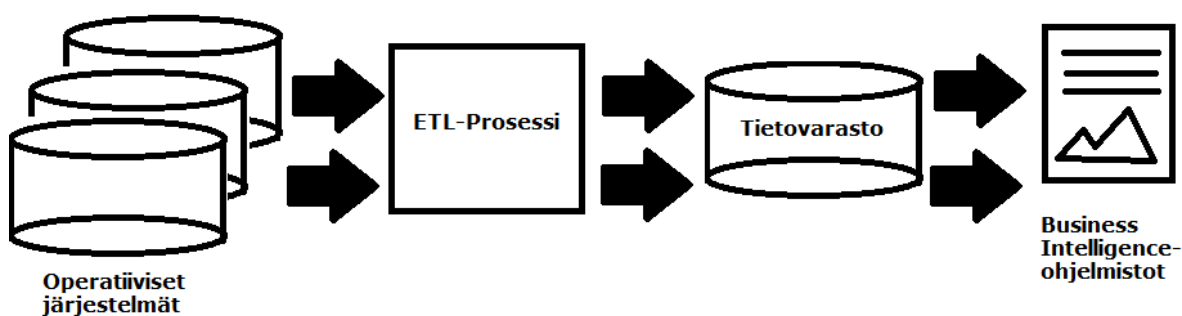 Operatiiviset
järjestelmät
ETL-Prosessi
Tietovarasto
Business
Intelligence-
ohjelmistot